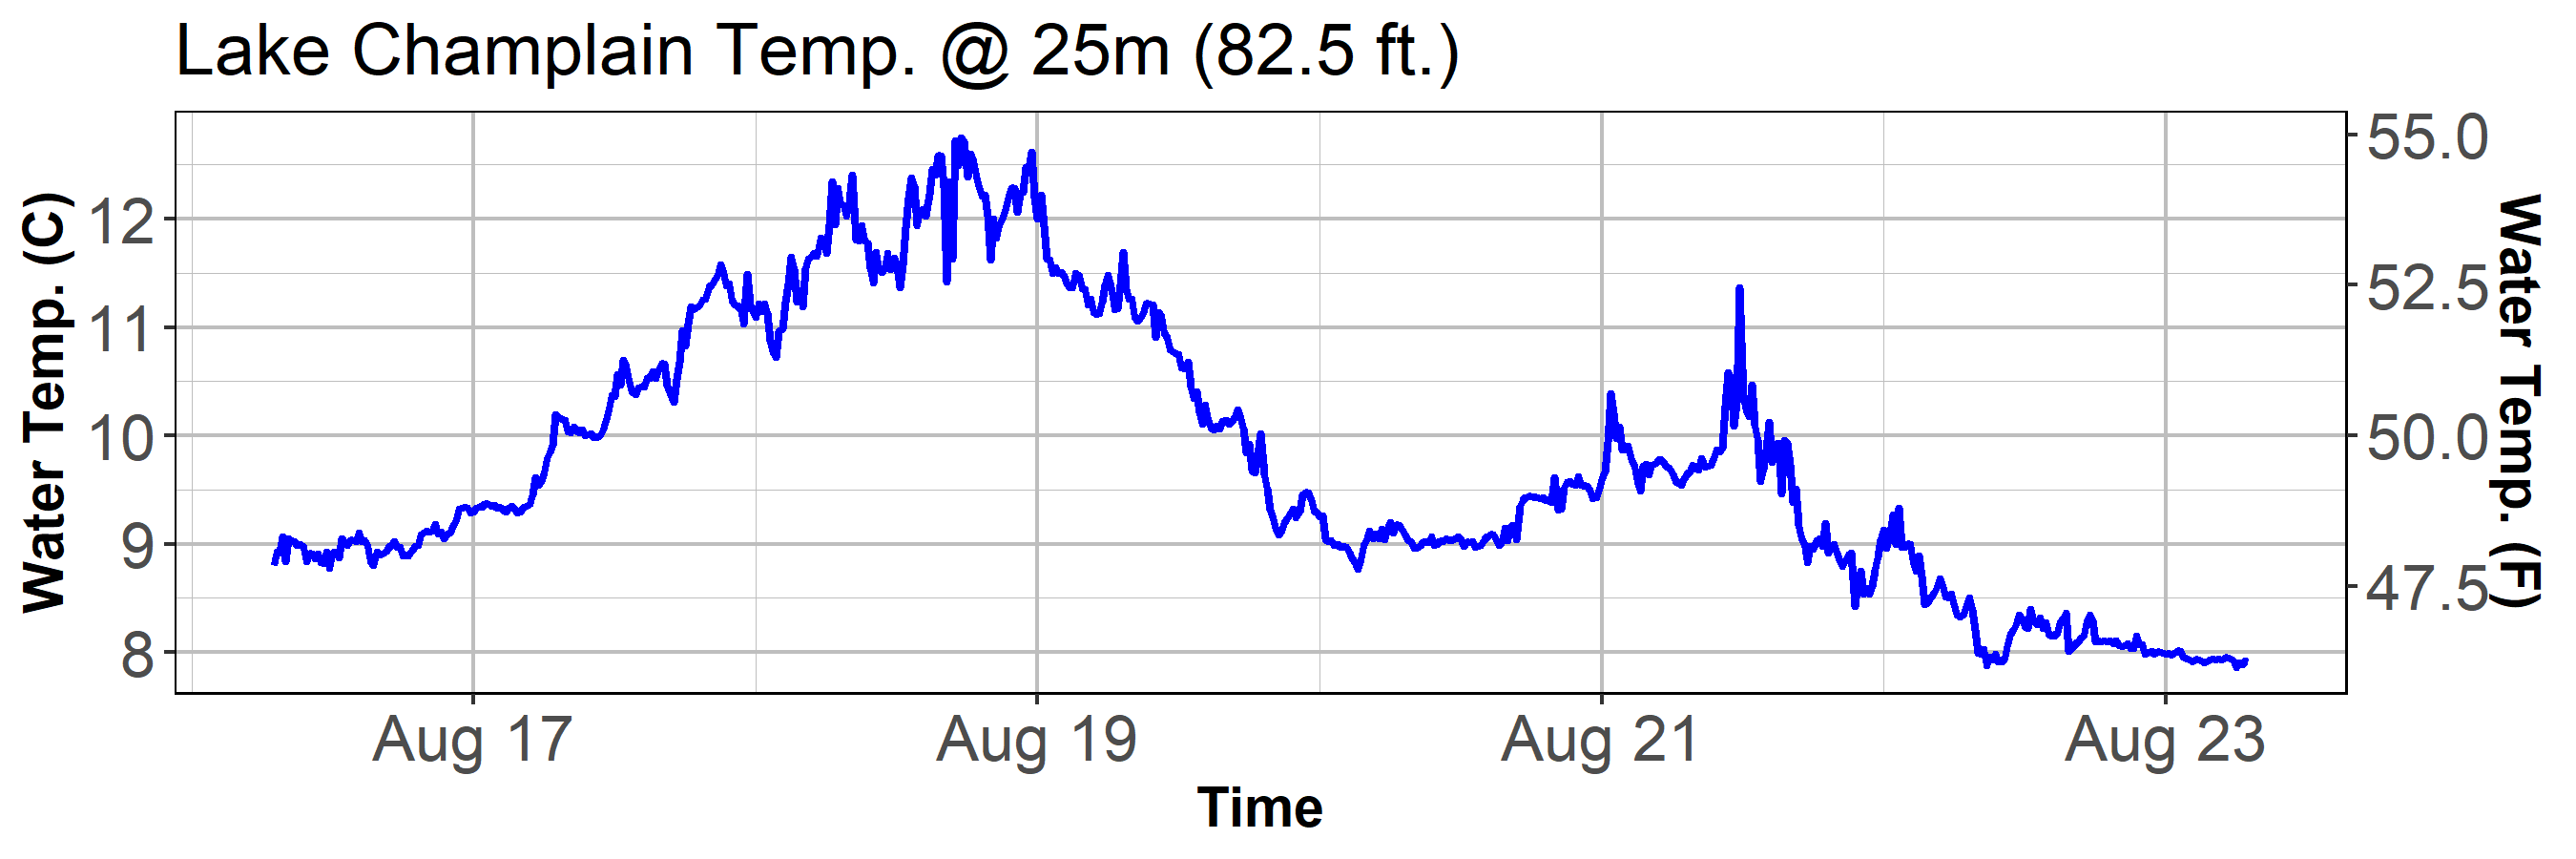 Lake Champlain Temp. @ 25m (82.5 ft.)
Water Temp. (C)
12
11
10
9
8
55.0
52.5
50.0
47.5
Water Temp. (F)
Aug 17 Aug 19 Aug 21 Aug 23
Time